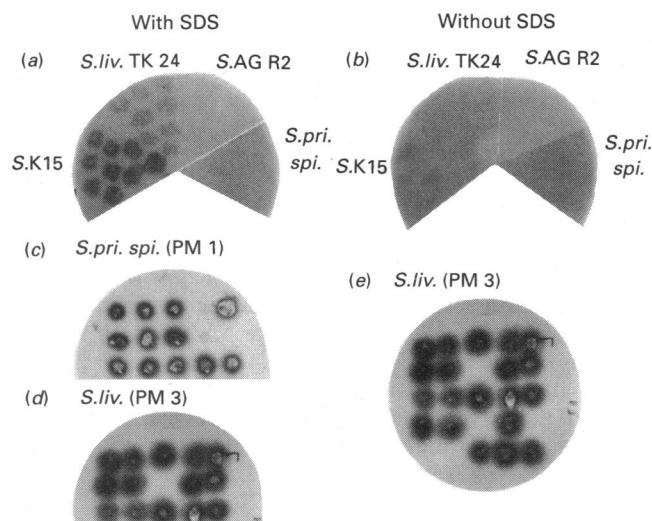 With SDS
Without SDS
(a) S.liv. TK 24 S.AG R2
(b) S.liv. TK24 S.AG R2
S.K15
S.pri. spi.
S.K15
S.pri. spi.
(c) S.pri. spi. (PM 1)
(d) S.liv. (PM 3)
(e) S.liv. (PM 3)